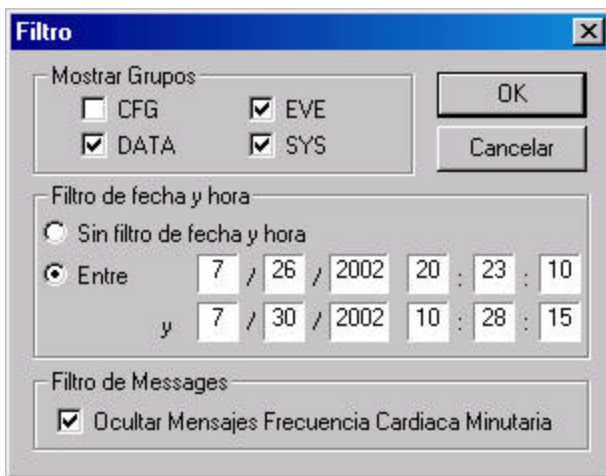 Filtro
Mostrar Grupos
CFG EVE OK
DATA SYS Cancelar
Filtro de fecha y hora
Sin filtro de fecha y hora
Entre 7 / 26 / 2002 20 : 23 : 10
y 7 / 30 / 2002 10 : 28 : 15
Filtro de Messages
Ocultar Mensajes Frecuencia Cardiaca Minutaria